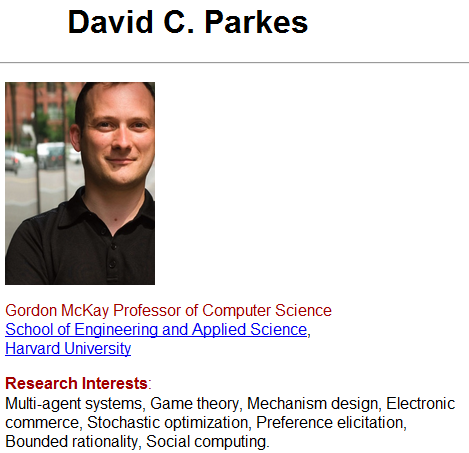 David C. Parkes
Gordon McKay Professor of Computer Science
School of Engineering and Applied Science,
Harvard University
Research Interests:
Multi-agent systems, Game theory, Mechanism design, Electronic
commerce, Stochastic optimization, Preference elicitation,
Bounded rationality, Social computing.